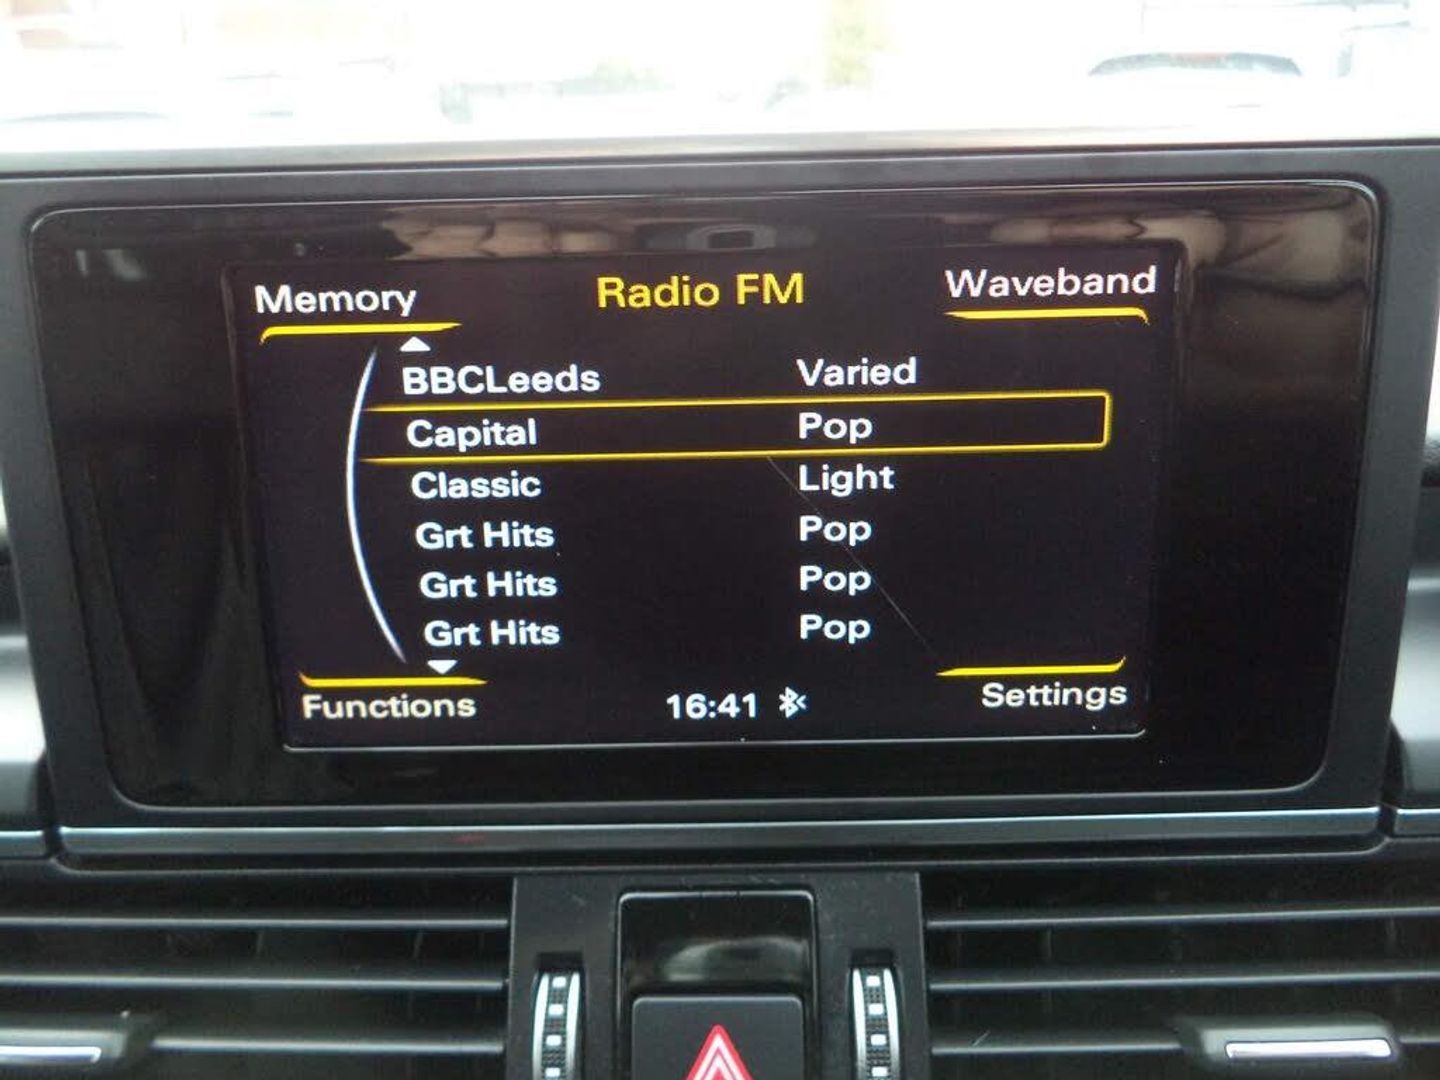 Memory Radio FM Waveband
BBCLeeds Varied
Capital Pop
Classic Light
Grt Hits Pop
Grt Hits Pop
Grt Hits Pop
Functions 16:41 Settings